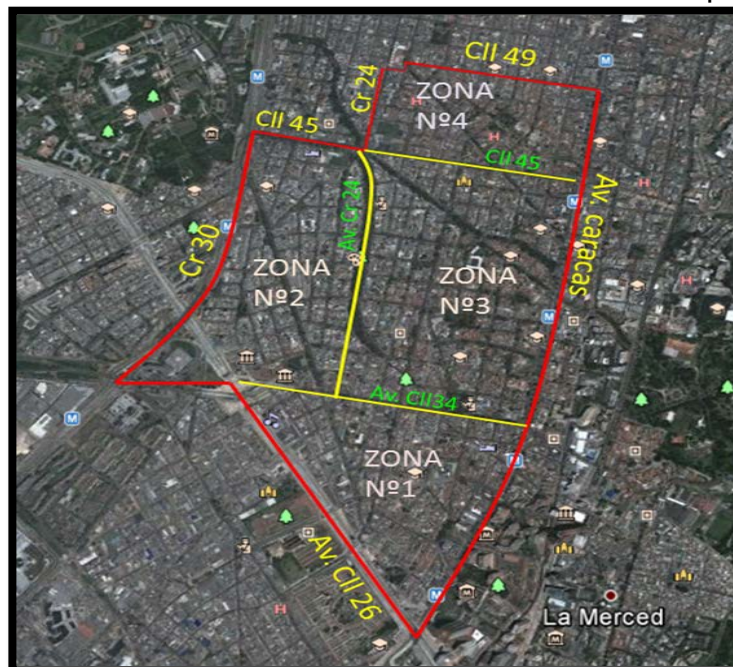 Cll 49
Cr 24
ZONA
Nº4
Cll 45
Cll 45
Av. Cr 24
Av. caracas
Cr 30
ZONA
Nº2
ZONA
Nº3
Av. Cll 34
ZONA
Nº1
Av. Cll 26
La Merced